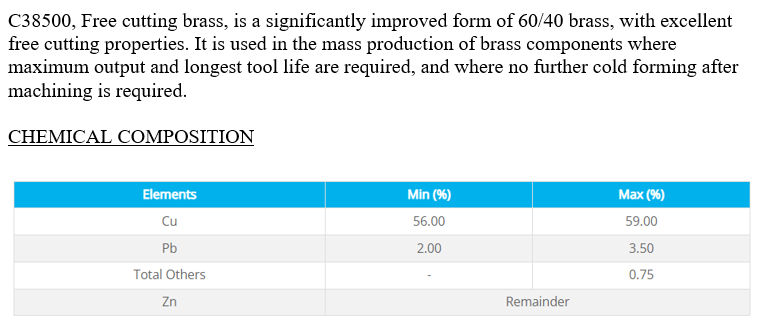 C38500, Free cutting brass, is a significantly improved form of 60/40 brass, with excellent
free cutting properties. It is used in the mass production of brass components where
maximum output and longest tool life are required, and where no further cold forming after
machining is required.
CHEMICAL COMPOSITION
Elements Min (%) Max (%)
Cu 56.00 59.00
Pb 2.00 3.50
Total Others - 0.75
Zn Remainder